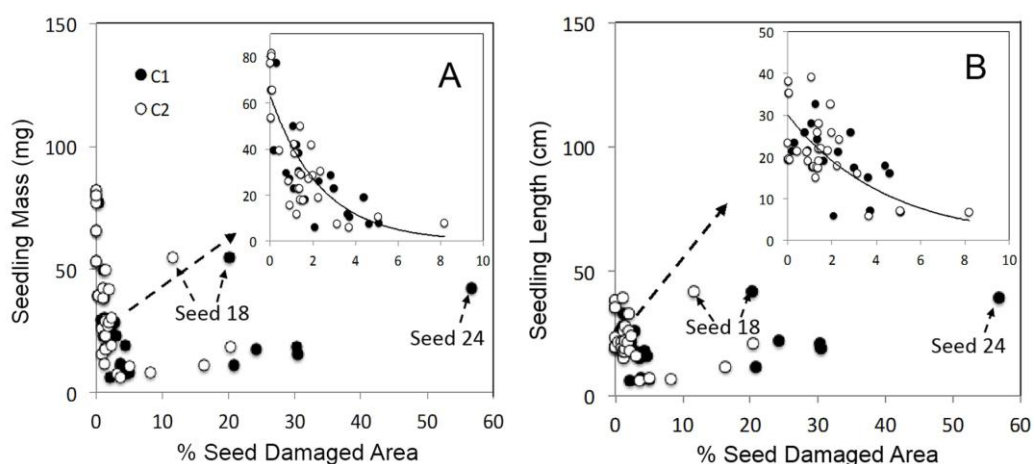 A
B
C1
C2
Seedling Mass (mg)
Seedling Length (cm)
150
100
50
0
150
100
50
0
80
60
40
20
0
50
40
30
20
10
0
0 2 4 6 8 10
0 2 4 6 8 10
Seed 18
Seed 24
Seed 18
Seed 24
0 10 20 30 40 50 60
0 10 20 30 40 50 60
% Seed Damaged Area
% Seed Damaged Area